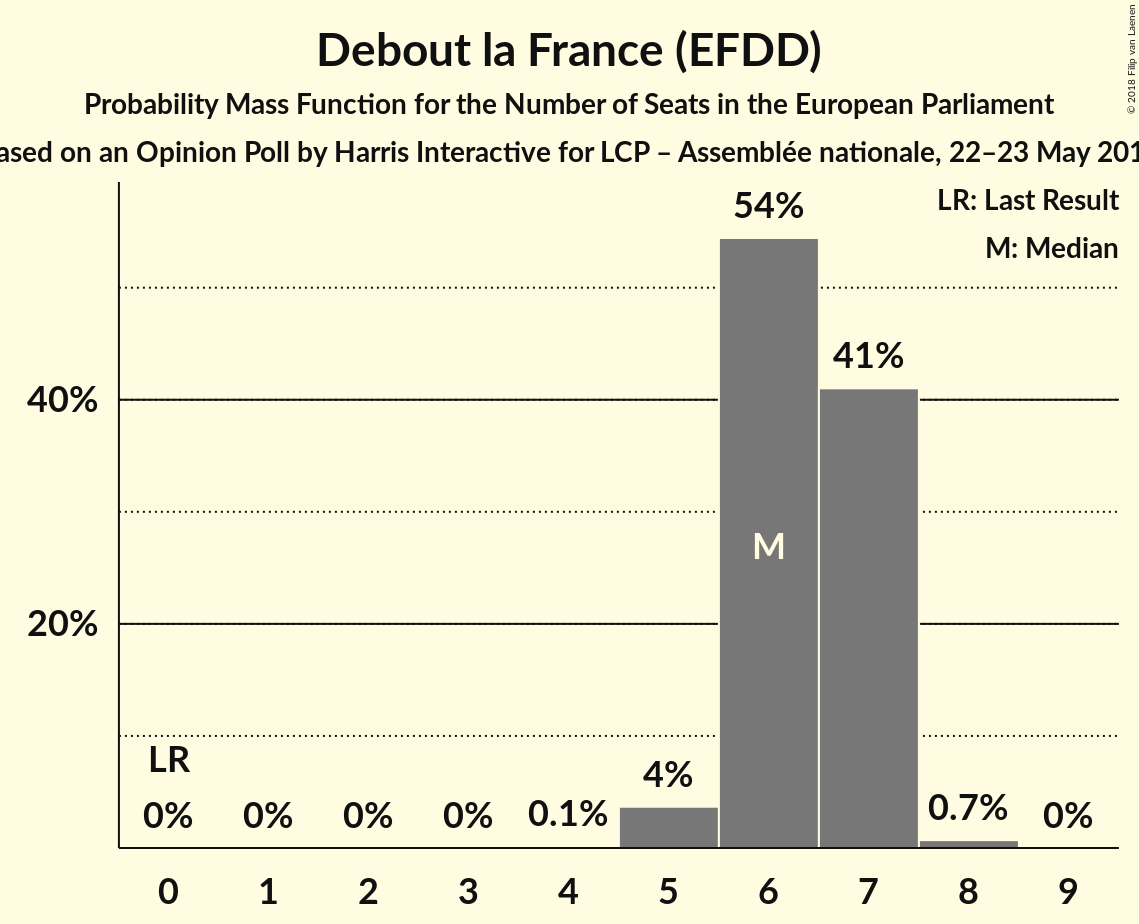 Debout la France (EFDD)
Probability Mass Function for the Number of Seats in the European Parliament
ased on an Opinion Poll by Harris Interactive for LCP – Assemblée nationale, 22–23 May 201
© 2018 Filip van Laenen
LR: Last Result
M: Median
54%
41%
40%
M
20%
LR
0% 0% 0% 0% 0.1% 4% 0.7% 0%
0 1 2 3 4 5 6 7 8 9